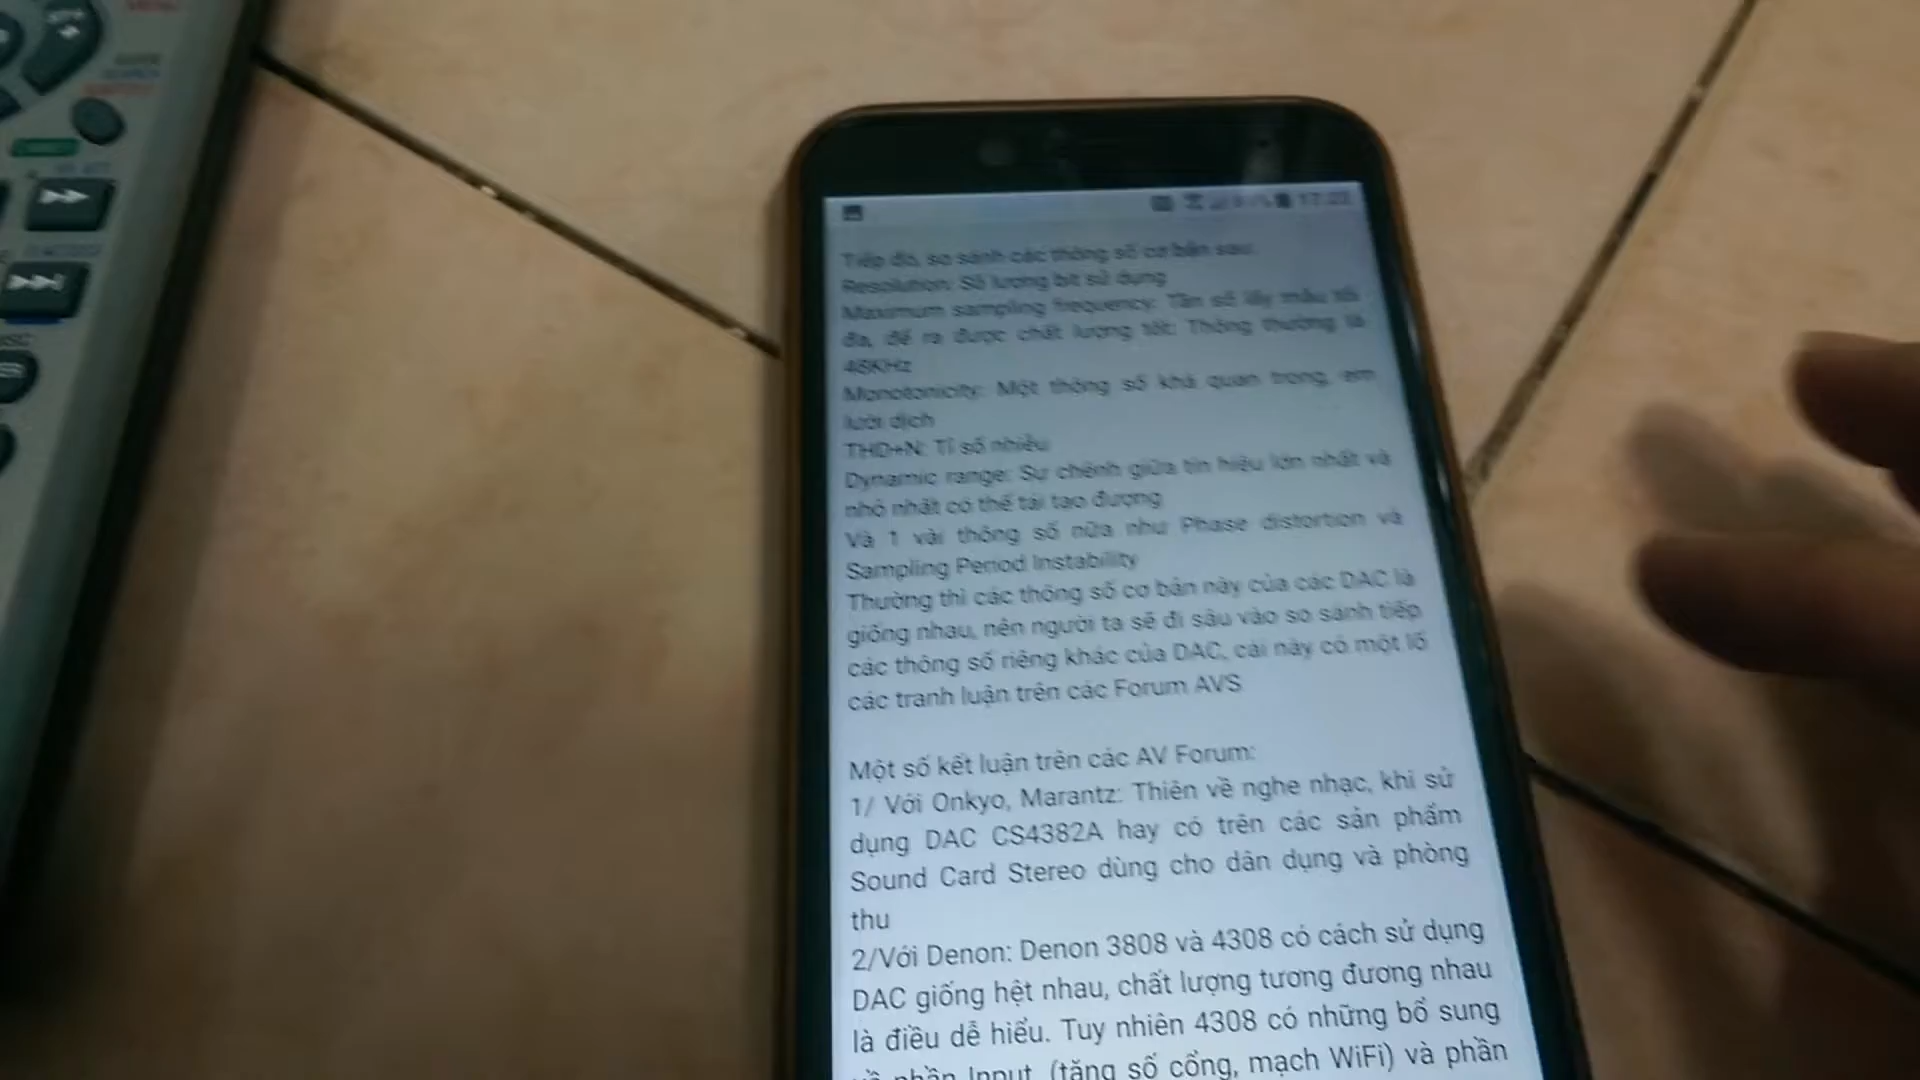 MENU
Tiếp đó, so sánh các thông số cơ bản sau:
Resolution: Số lượng bit sử dụng
Maximum sampling frequency: Tần số lấy mẫu tối
đa, để ra được chất lượng tốt: Thông thường là
48KHz
Monotonicity: Một thông số khá quan trọng, em
lười dịch
THD+N: Tỉ số nhiễu
Dynamic range: Sự chênh giữa tín hiệu lớn nhất và
nhỏ nhất có thể tái tạo được
Và 1 vài thông số nữa như Phase distortion và
Sampling Period Instability
Thường thì các thông số cơ bản này của các DAC là
giống nhau, nên người ta sẽ đi sâu vào so sánh tiếp
các thông số riêng khác của DAC, cái này có một lố
các tranh luận trên các Forum AVS
Một số kết luận trên các AV Forum:
1/ Với Onkyo, Marantz: Thiên về nghe nhạc, khi sử
dụng DAC CS4382A hay có trên các sản phẩm
Sound Card Stereo dùng cho dân dụng và phòng
thu
2/Với Denon: Denon 3808 và 4308 có cách sử dụng
DAC giống hệt nhau, chất lượng tương đương nhau
là điều dễ hiểu. Tuy nhiên 4308 có những bổ sung
về phần Input (tăng số cổng, mạch WiFi) và phần